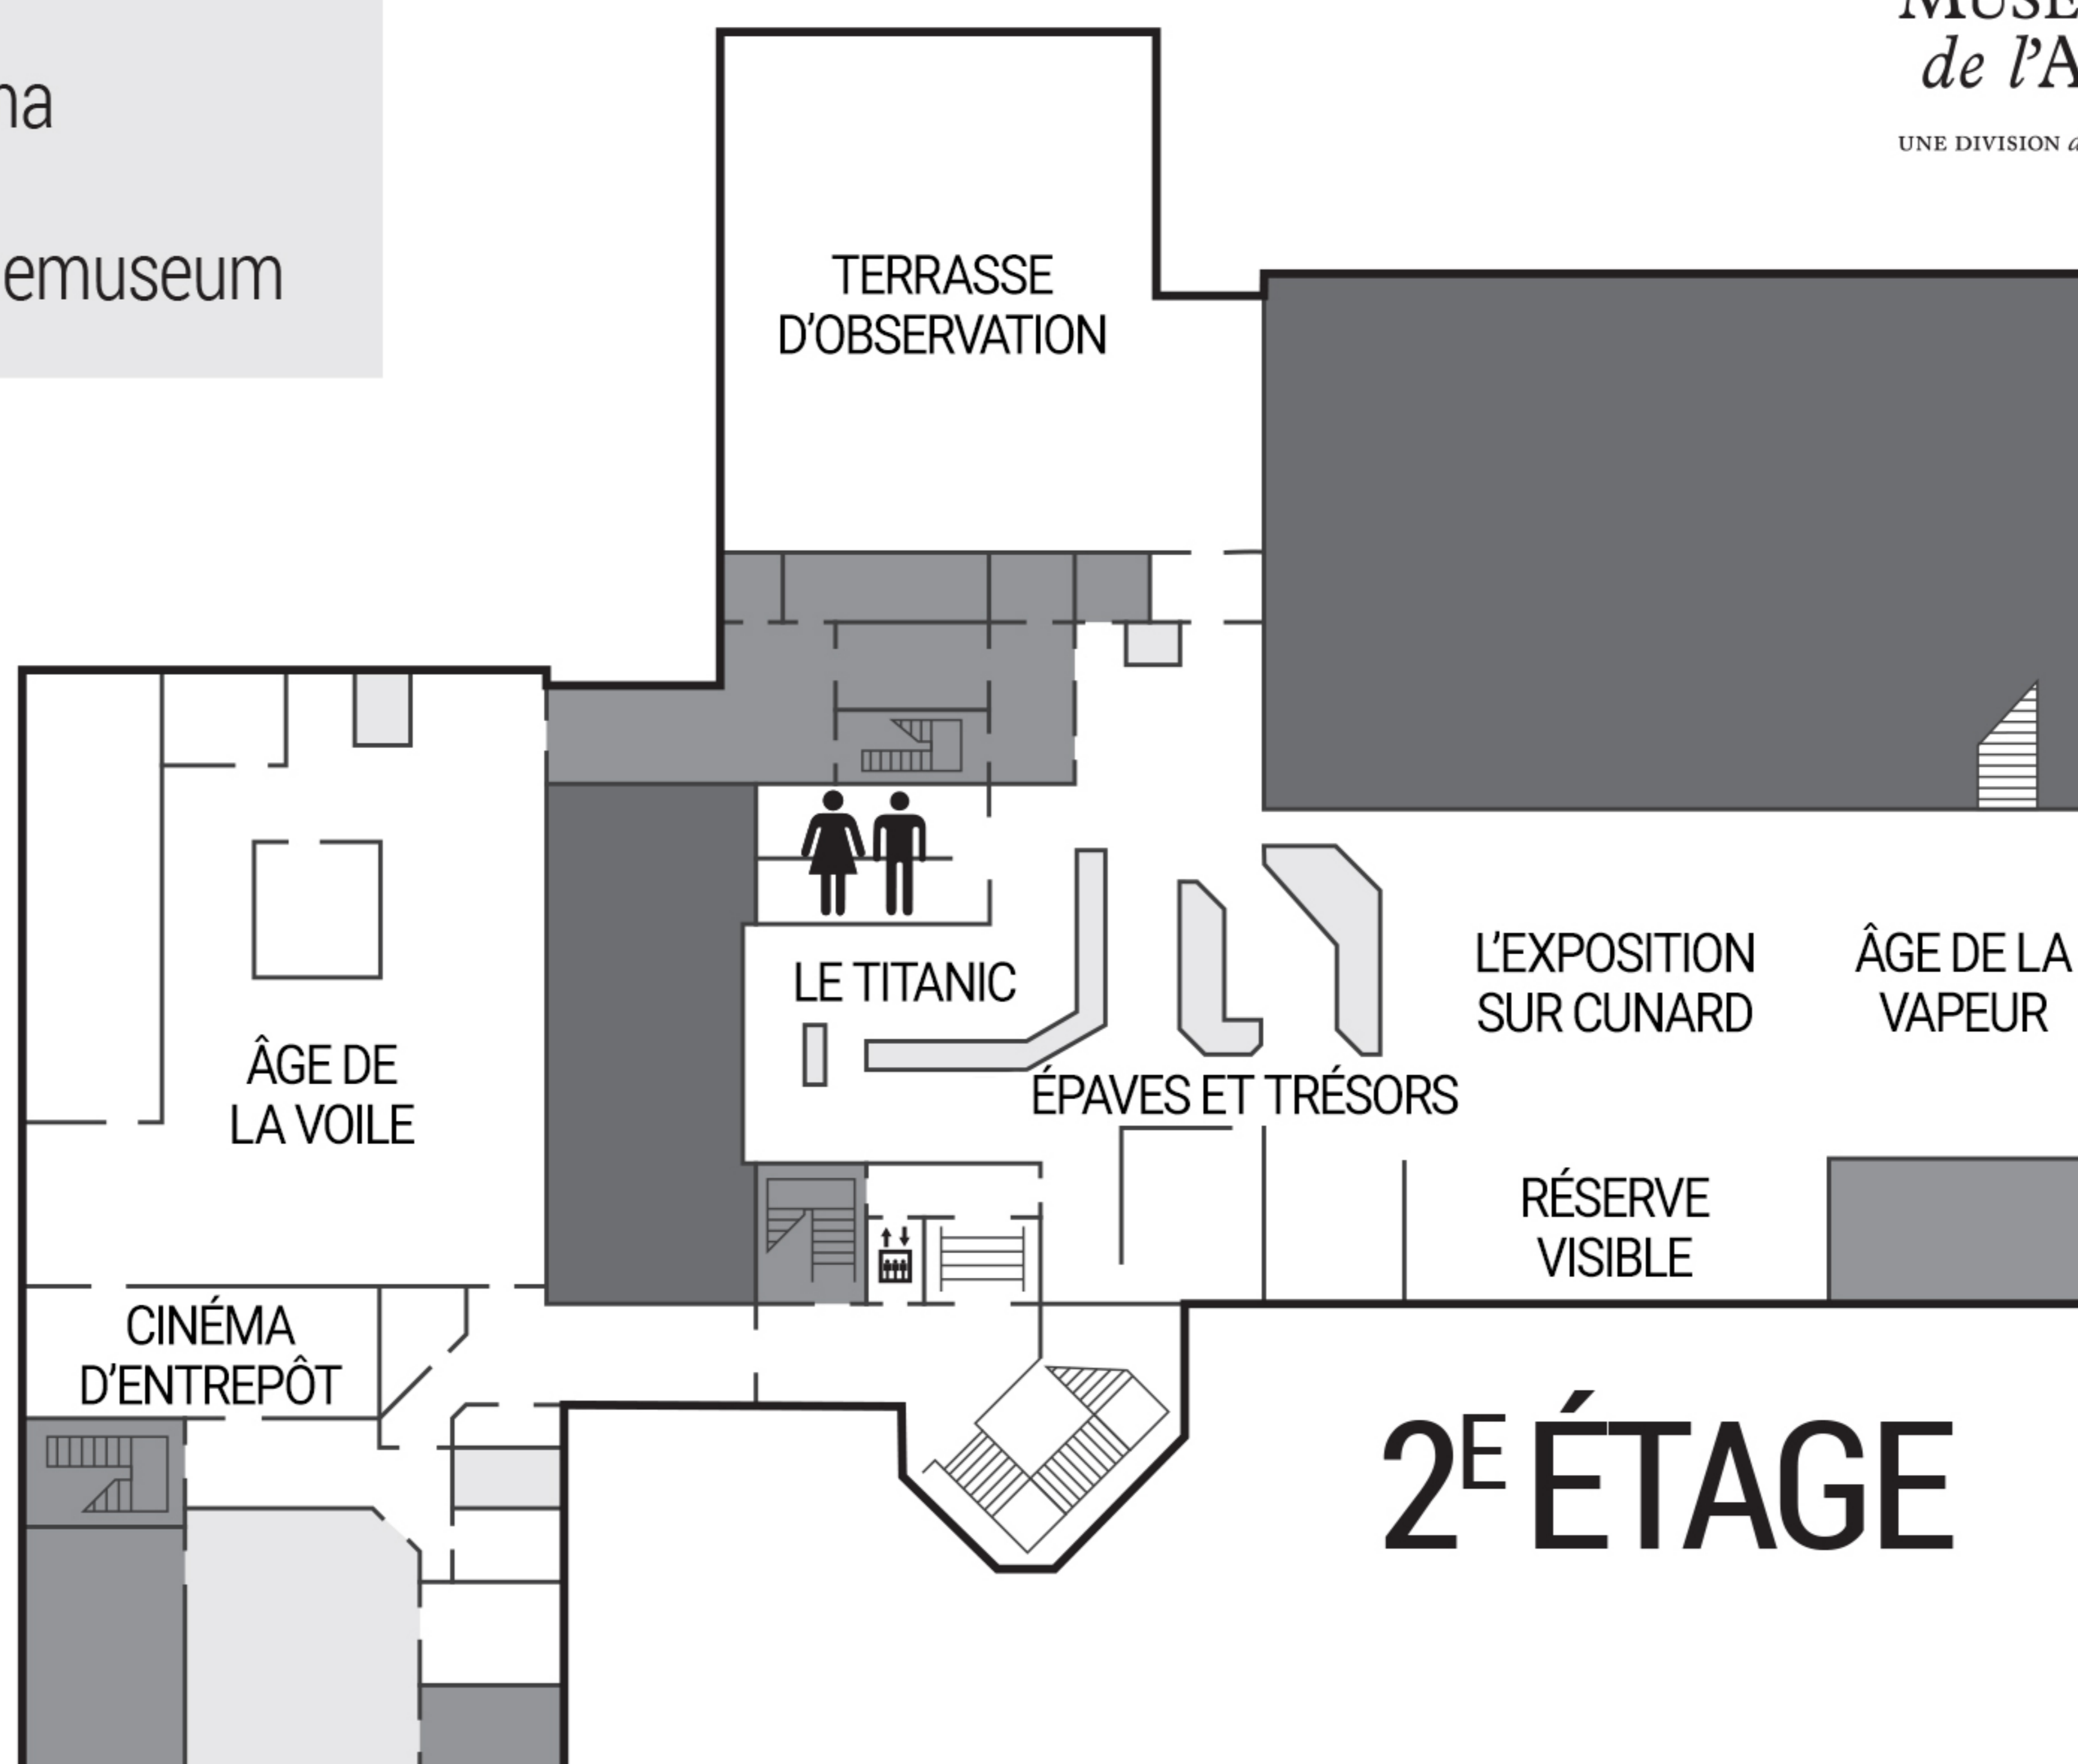 de l’A
UNE DIVISION
emuseum
TERRASSE
D’OBSERVATION
LE TITANIC
L’EXPOSITION
SUR CUNARD
ÂGE DE LA
VAPEUR
ÂGE DE
LA VOILE
ÉPAVES ET TRÉSORS
RÉSERVE
VISIBLE
CINÉMA
D’ENTREPÔT
2E ÉTAGE